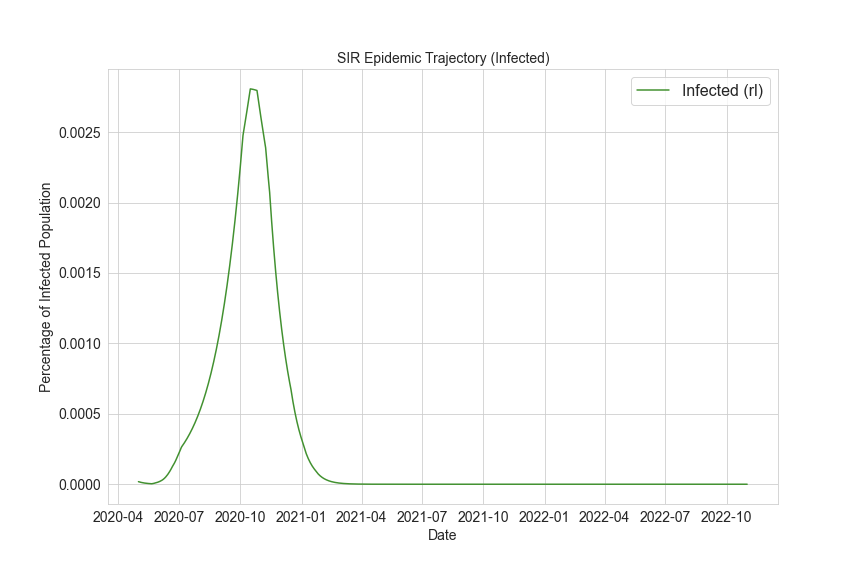 SIR Epidemic Trajectory (Infected)
Infected (rI)
Percentage of Infected Population
0.0025
0.0020
0.0015
0.0010
0.0005
0.0000
2020-04 2020-07 2020-10 2021-01 2021-04 2021-07 2021-10 2022-01 2022-04 2022-07 2022-10
Date